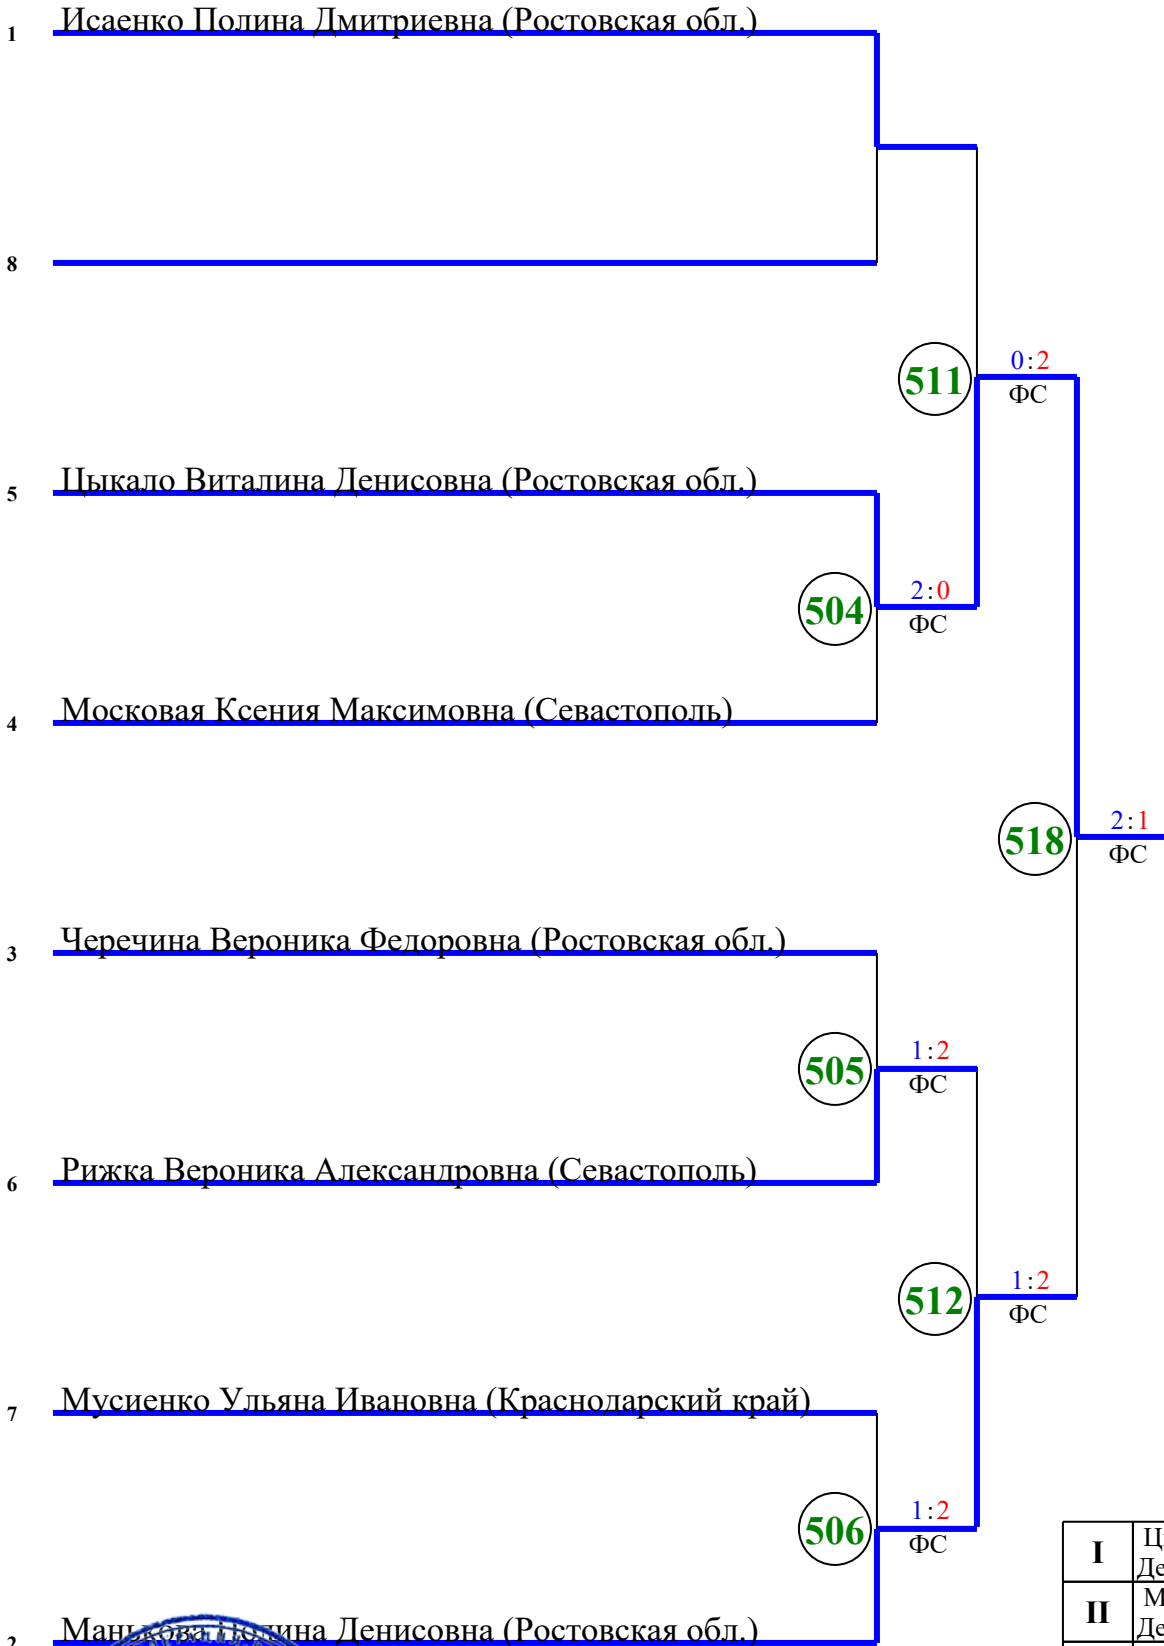 1 Исаенко Полина Дмитриевна (Ростовская обл.)
8
511 0:2
ФС
5 Цыкало Виталина Денисовна (Ростовская обл.)
504 2:0
ФС
4 Московая Ксения Максимовна (Севастополь)
518 2:1
ФС
3 Черечина Вероника Федоровна (Ростовская обл.)
505 1:2
ФС
6 Рижка Вероника Александровна (Севастополь)
512 1:2
ФС
7 Мусиенко Ульяна Ивановна (Краснодарский край)
506 1:2
ФС
I Ц
Де
II М
Де
2 Манькова Полина Денисовна (Ростовская обл.)